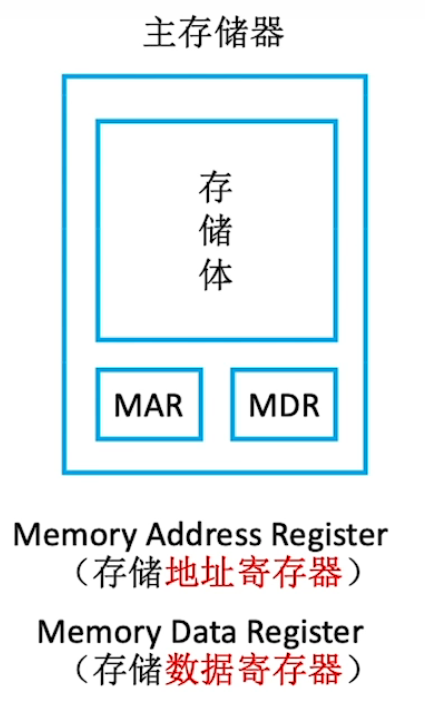 主存储器
存
储
体
MAR MDR
Memory Address Register
（存储地址寄存器）
Memory Data Register
（存储数据寄存器）